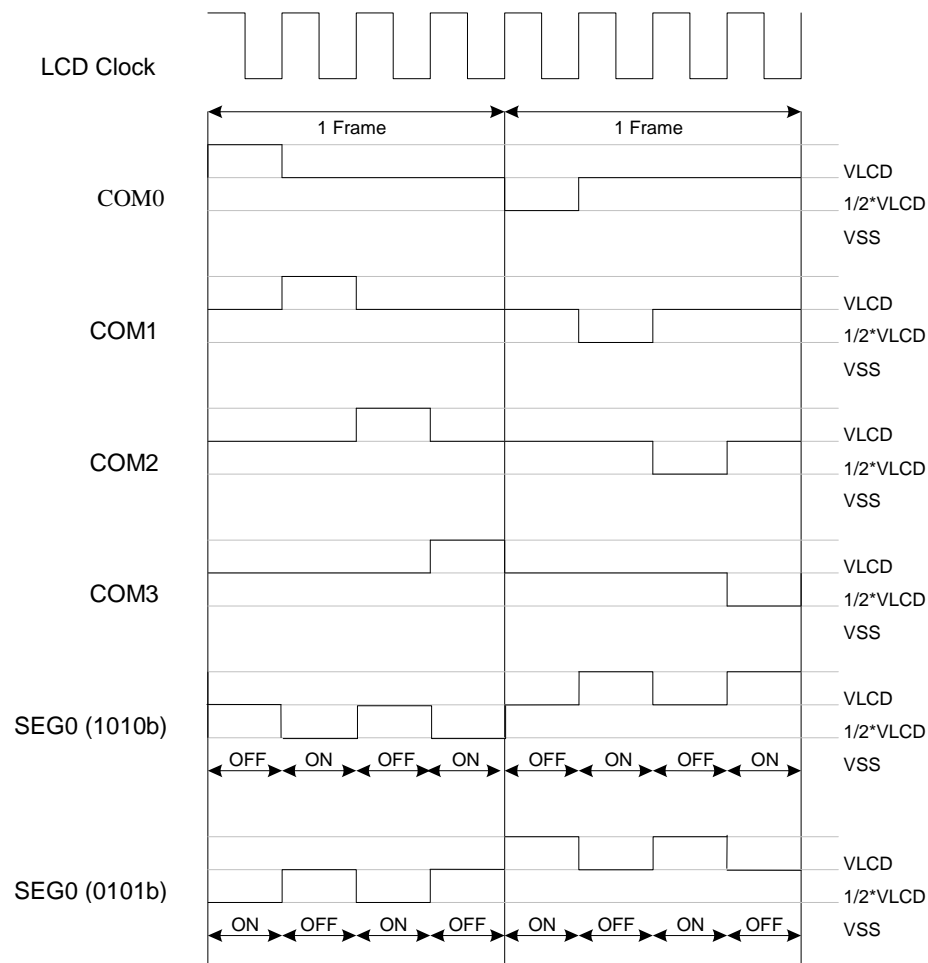 LCD Clock
1 Frame 1 Frame
VLCD
COM0
1/2*VLCD
VSS
VLCD
COM1
1/2*VLCD
VSS
VLCD
COM2
1/2*VLCD
VSS
VLCD
COM3
1/2*VLCD
VSS
VLCD
SEG0 (1010b)
1/2*VLCD
OFF ON OFF ON OFF ON OFF ON
VSS
VLCD
SEG0 (0101b)
1/2*VLCD
ON OFF ON OFF ON OFF ON OFF
VSS